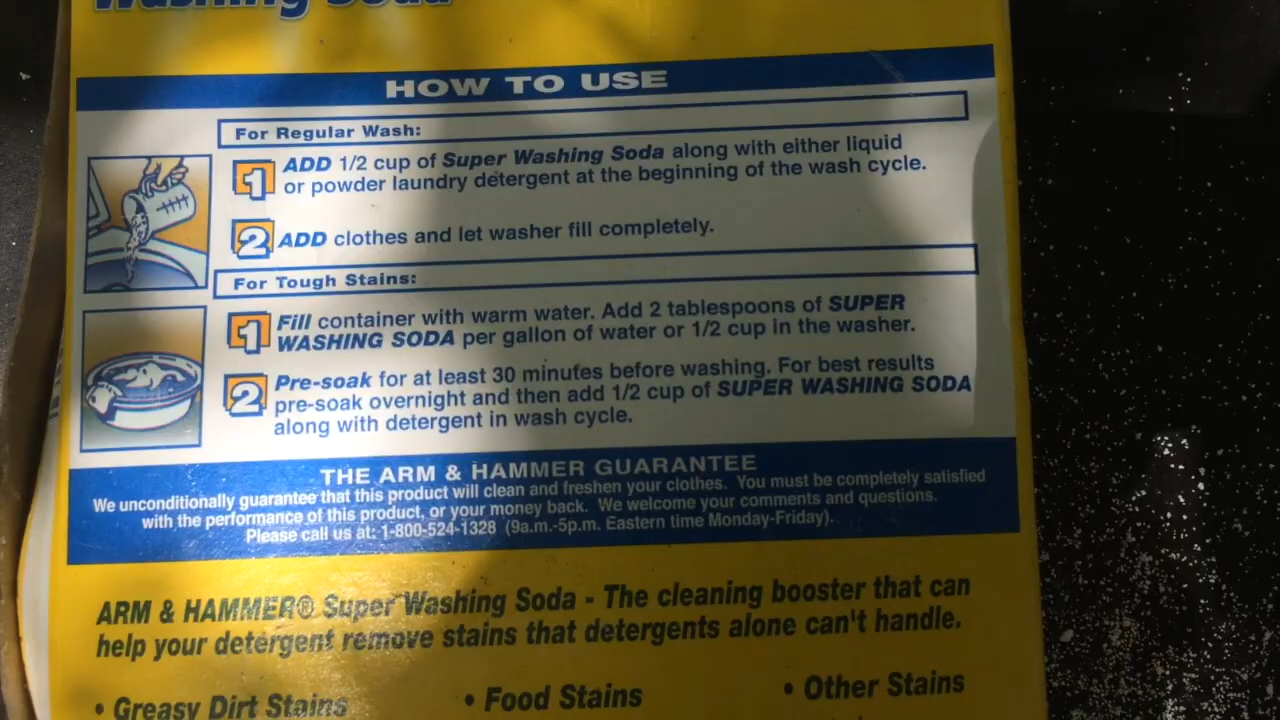 Washing Soda
HOW TO USE
For Regular Wash:
1 ADD 1/2 cup of Super Washing Soda along with either liquid
or powder laundry detergent at the beginning of the wash cycle.
2 ADD clothes and let washer fill completely.
For Tough Stains:
1 Fill container with warm water. Add 2 tablespoons of SUPER
WASHING SODA per gallon of water or 1/2 cup in the washer.
2 Pre-soak for at least 30 minutes before washing. For best results
pre-soak overnight and then add 1/2 cup of SUPER WASHING SODA
along with detergent in wash cycle.
THE ARM & HAMMER GUARANTEE
We unconditionally guarantee that this product will clean and freshen your clothes. You must be completely satisfied
with the performance of this product, or your money back. We welcome your comments and questions.
Please call us at: 1-800-524-1328 (9a.m.-5p.m. Eastern time Monday-Friday).
ARM & HAMMER® Super Washing Soda - The cleaning booster that can
help your detergent remove stains that detergents alone can't handle.
• Greasy Dirt Stains • Food Stains • Other Stains